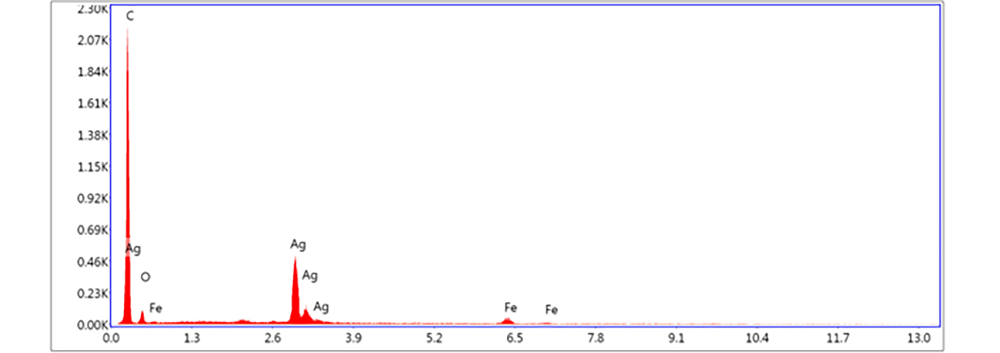 2.30K
C
2.07K
1.84K
1.61K
1.38K
1.15K
0.92K
0.69K
Ag Ag
0.46K
O Ag
0.23K
Fe Ag Fe Fe
0.00K
0.0 1.3 2.6 3.9 5.2 6.5 7.8 9.1 10.4 11.7 13.0